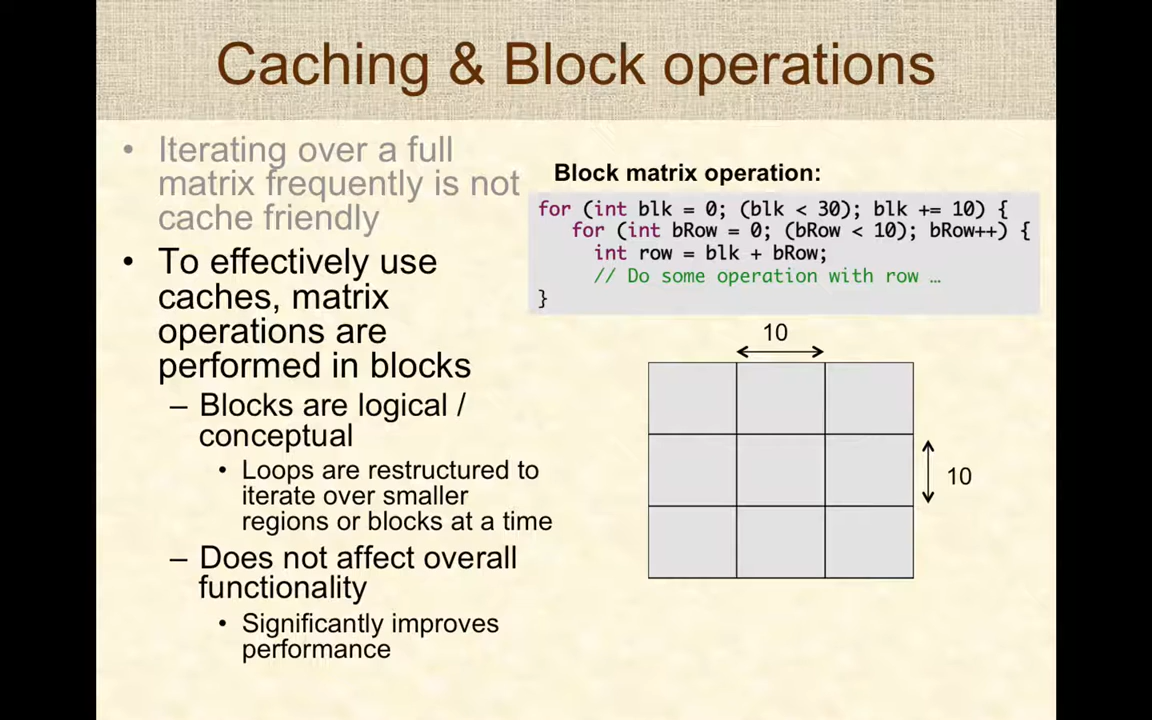 Caching & Block operations
• Iterating over a full
matrix frequently is not
cache friendly
• To effectively use
caches, matrix
operations are
performed in blocks
– Blocks are logical /
conceptual
• Loops are restructured to
iterate over smaller
regions or blocks at a time
– Does not affect overall
functionality
• Significantly improves
performance
Block matrix operation:
for (int blk = 0; (blk < 30); blk += 10) {
for (int bRow = 0; (bRow < 10); bRow++) {
int row = blk + bRow;
// Do some operation with row …
}
10
10